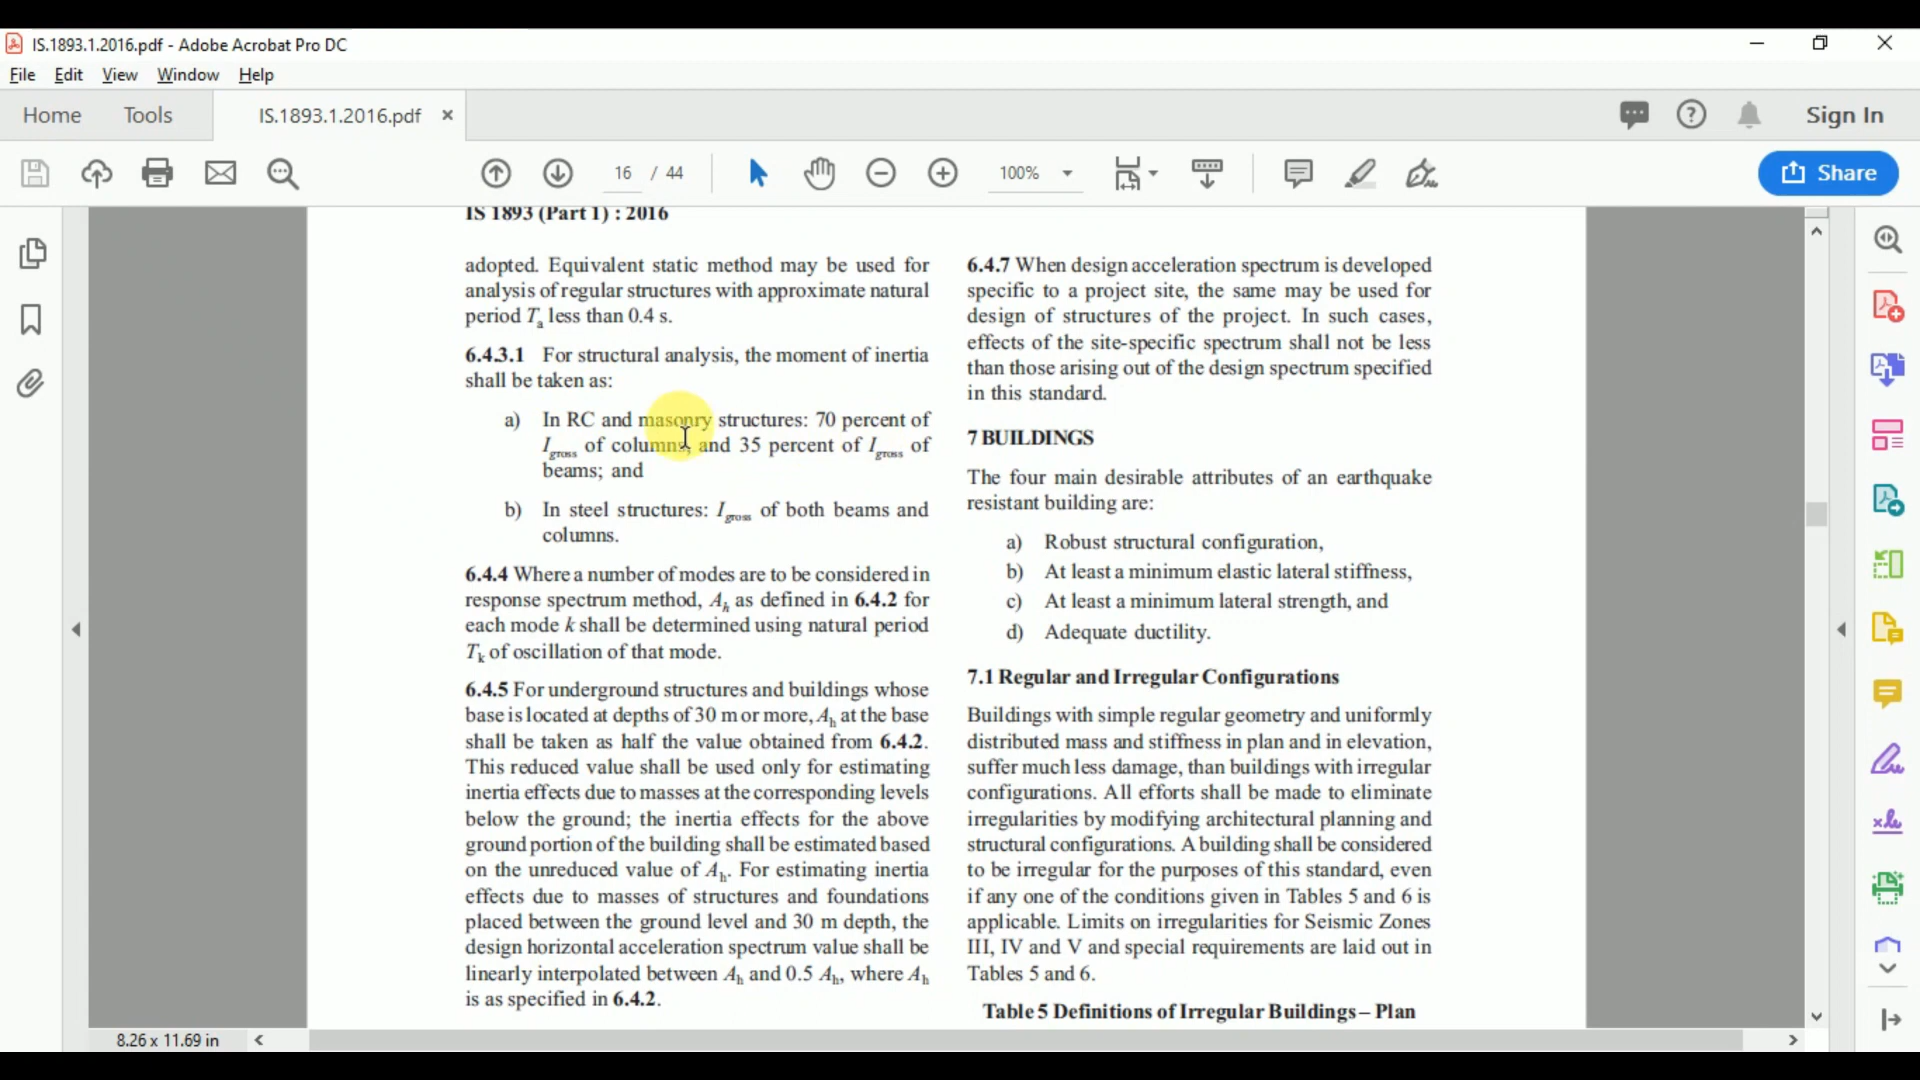 IS.1893.1.2016.pdf - Adobe Acrobat Pro DC
File Edit View Window Help
Home Tools IS.1893.1.2016.pdf × Sign In
16 / 44 100% Share
IS 1893 (Part 1) : 2016
adopted. Equivalent static method may be used for
analysis of regular structures with approximate natural
period Ta less than 0.4 s.
6.4.3.1 For structural analysis, the moment of inertia
shall be taken as:
a) In RC and masonry structures: 70 percent of
Igross of columns, and 35 percent of Igross of
beams; and
b) In steel structures: Igross of both beams and
columns.
6.4.4 Where a number of modes are to be considered in
response spectrum method, Ah as defined in 6.4.2 for
each mode k shall be determined using natural period
Tk of oscillation of that mode.
6.4.5 For underground structures and buildings whose
base is located at depths of 30 m or more, Ah at the base
shall be taken as half the value obtained from 6.4.2.
This reduced value shall be used only for estimating
inertia effects due to masses at the corresponding levels
below the ground; the inertia effects for the above
ground portion of the building shall be estimated based
on the unreduced value of Ah. For estimating inertia
effects due to masses of structures and foundations
placed between the ground level and 30 m depth, the
design horizontal acceleration spectrum value shall be
linearly interpolated between Ah and 0.5 Ah, where Ah
is as specified in 6.4.2.
6.4.7 When design acceleration spectrum is developed
specific to a project site, the same may be used for
design of structures of the project. In such cases,
effects of the site-specific spectrum shall not be less
than those arising out of the design spectrum specified
in this standard.
7 BUILDINGS
The four main desirable attributes of an earthquake
resistant building are:
a) Robust structural configuration,
b) At least a minimum elastic lateral stiffness,
c) At least a minimum lateral strength, and
d) Adequate ductility.
7.1 Regular and Irregular Configurations
Buildings with simple regular geometry and uniformly
distributed mass and stiffness in plan and in elevation,
suffer much less damage, than buildings with irregular
configurations. All efforts shall be made to eliminate
irregularities by modifying architectural planning and
structural configurations. A building shall be considered
to be irregular for the purposes of this standard, even
if any one of the conditions given in Tables 5 and 6 is
applicable. Limits on irregularities for Seismic Zones
III, IV and V and special requirements are laid out in
Tables 5 and 6.
Table 5 Definitions of Irregular Buildings – Plan
8.26 x 11.69 in